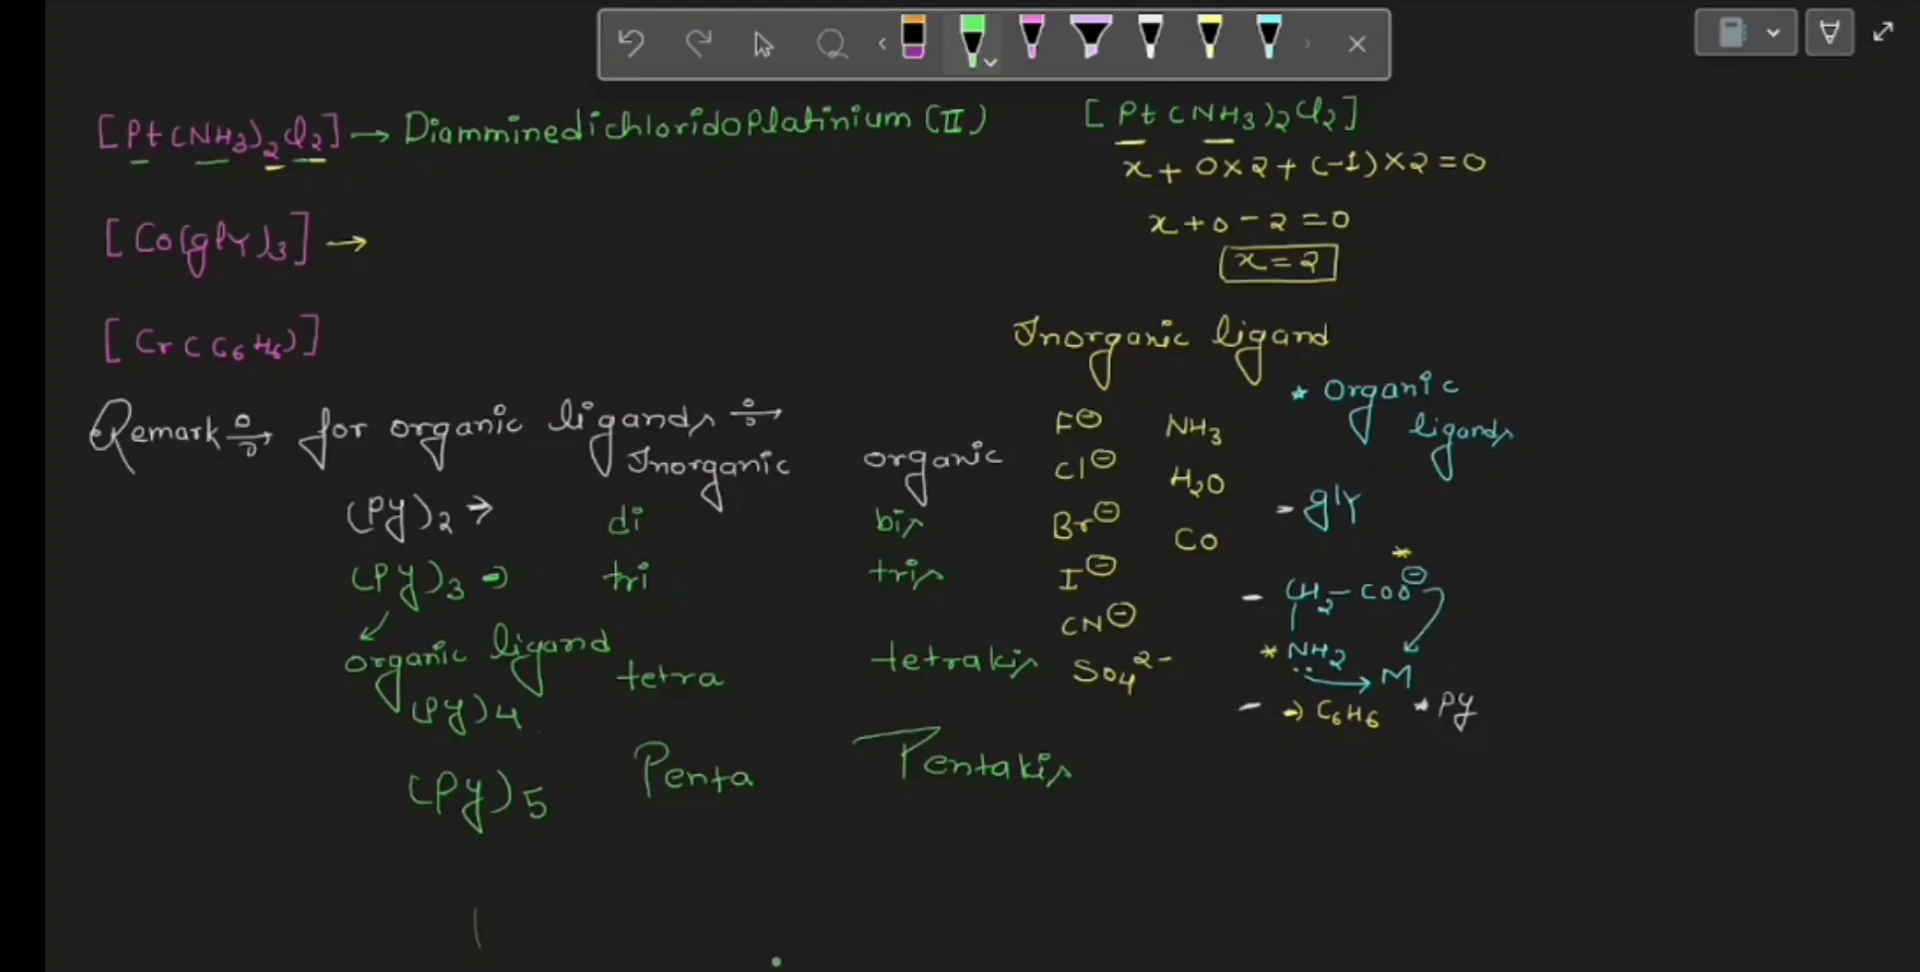 [Pt(NH3)2Cl2] → DiamminedichloridoPlatinium (II)
[Pt(NH3)2Cl2]
x + 0×2 + (-1)×2 = 0
x + 0 - 2 = 0
x = 2
[Co(gly)3] →
[Cr(C6H6)]
Remark → for organic ligands →
Inorganic organic
(Py)2 → di bis
(Py)3 → tri tris
organic ligand
(Py)4 tetra tetrakis
(Py)5 Penta Pentakis
Inorganic ligand
F⊖ NH3
Cl⊖ H2O
Br⊖ CO
I⊖
CN⊖
SO4 2-
* Organic
ligands
- gly
*
- CH2 - COO⊖
* NH2 → M
- → C6H6 * Py